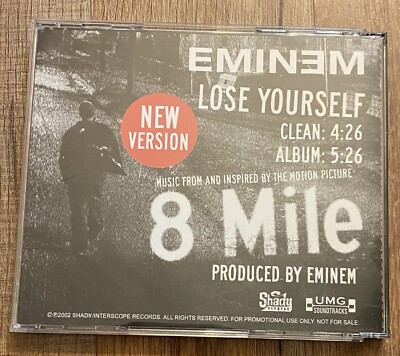 EMINƎM
LOSE YOURSELF
NEW
VERSION
CLEAN: 4:26
ALBUM: 5:26
MUSIC FROM AND INSPIRED BY THE MOTION PICTURE
8 Mile
PRODUCED BY EMINEM
Shady
RECORDS
UMG
SOUNDTRACKS
©℗2002 SHADY/INTERSCOPE RECORDS. ALL RIGHTS RESERVED. FOR PROMOTIONAL USE ONLY. NOT FOR SALE.